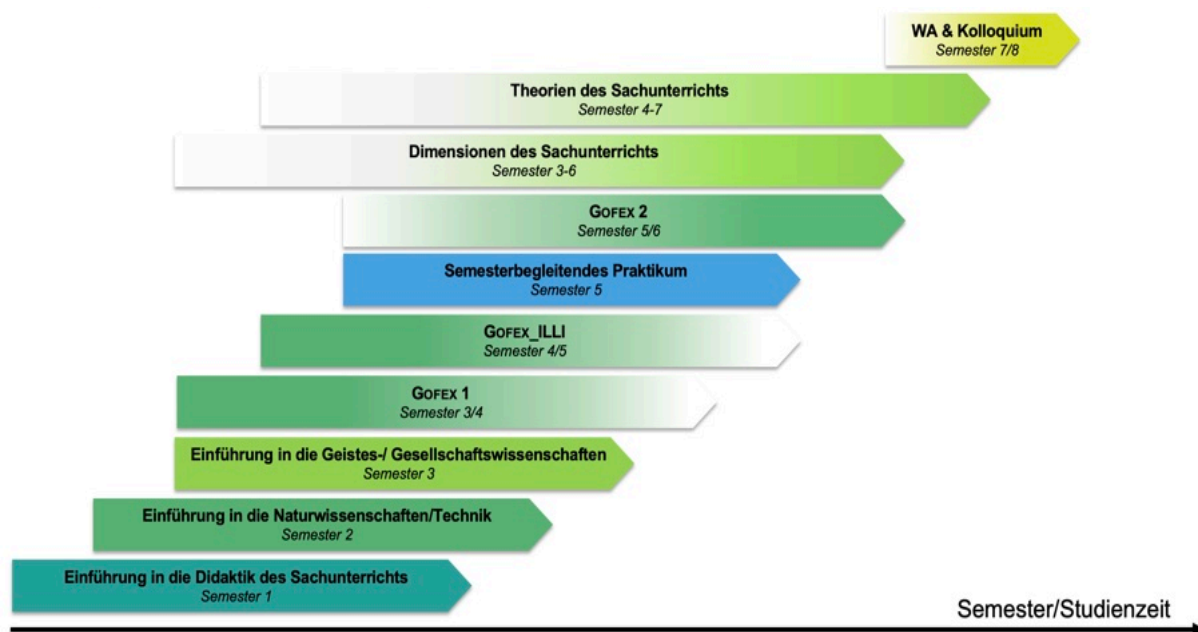 WA & Kolloquium
Semester 7/8
Theorien des Sachunterrichts
Semester 4-7
Dimensionen des Sachunterrichts
Semester 3-6
GOFEX 2
Semester 5/6
Semesterbegleitendes Praktikum
Semester 5
GOFEX_ILLI
Semester 4/5
GOFEX 1
Semester 3/4
Einführung in die Geistes-/ Gesellschaftswissenschaften
Semester 3
Einführung in die Naturwissenschaften/Technik
Semester 2
Einführung in die Didaktik des Sachunterrichts
Semester 1
Semester/Studienzeit